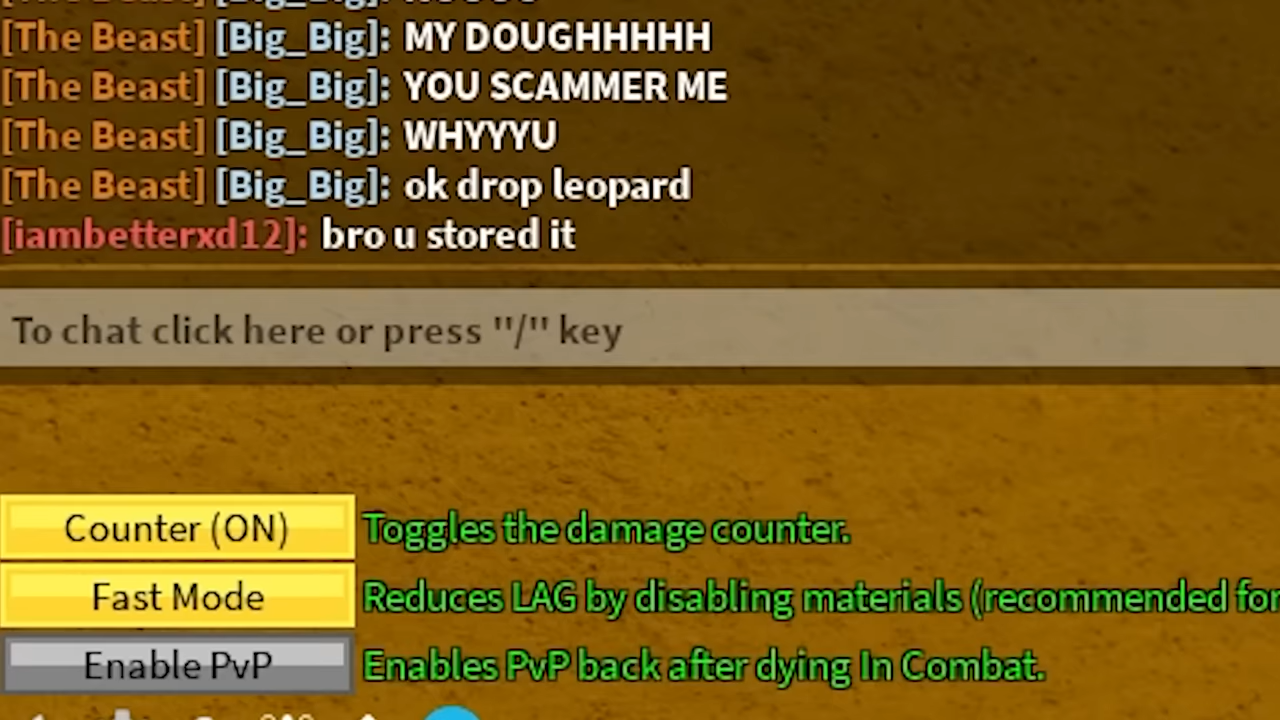 [The Beast] [Big_Big]: MY DOUGHHHHH
[The Beast] [Big_Big]: YOU SCAMMER ME
[The Beast] [Big_Big]: WHYYYU
[The Beast] [Big_Big]: ok drop leopard
[iambetterxd12]: bro u stored it
To chat click here or press "/" key
Counter (ON) Toggles the damage counter.
Fast Mode Reduces LAG by disabling materials (recommended for
Enable PvP Enables PvP back after dying In Combat.